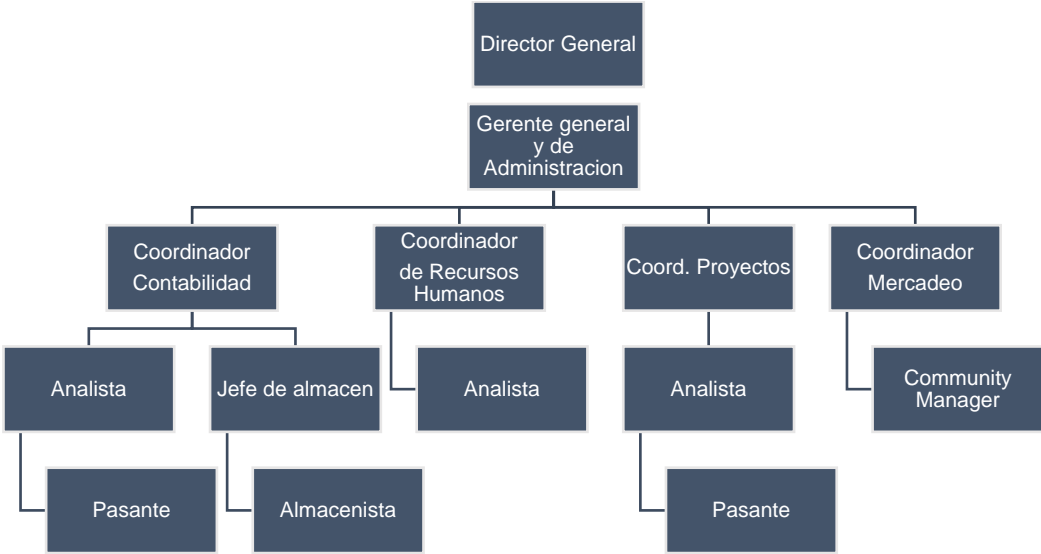 Director General
Gerente general
y de
Administracion
Coordinador
Contabilidad
Coordinador
de Recursos
Humanos
Coord. Proyectos
Coordinador
Mercadeo
Analista
Jefe de almacen
Analista
Analista
Community
Manager
Pasante
Almacenista
Pasante